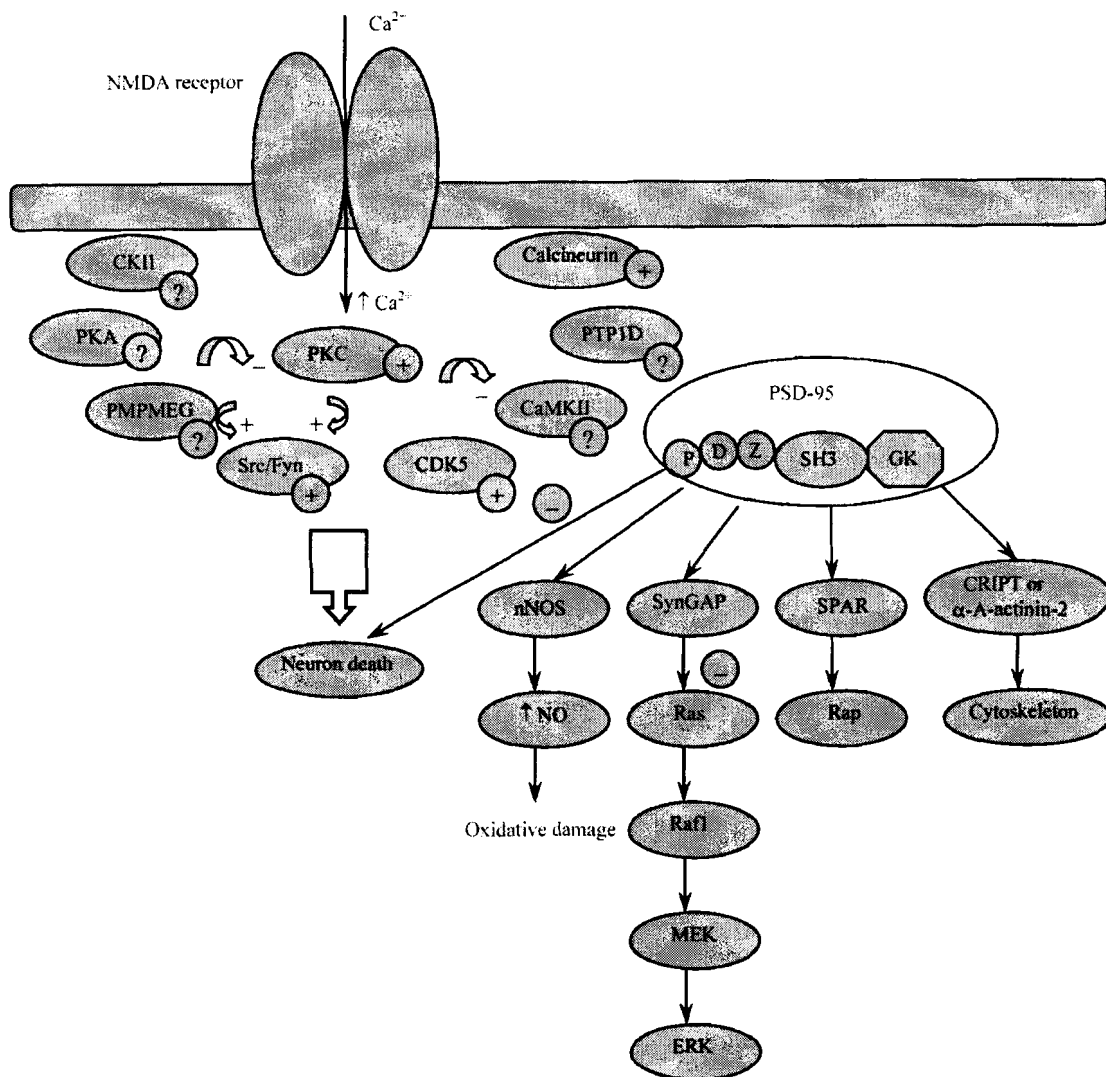 Ca²⁺
NMDA receptor
CKII
?
Calcineurin
+
↑ Ca²⁺
PKA
?
–
PKC
+
PTP1D
?
–
PMPMEG
?
+
+
CaMKII
?
PSD-95
Src/Fyn
+
CDK5
+
–
P
D
Z
SH3
GK
nNOS
SynGAP
SPAR
CRIPT or
α-A-actinin-2
Neuron death
–
↑ NO
Ras
Rap
Cytoskeleton
Oxidative damage
Raf1
MEK
ERK